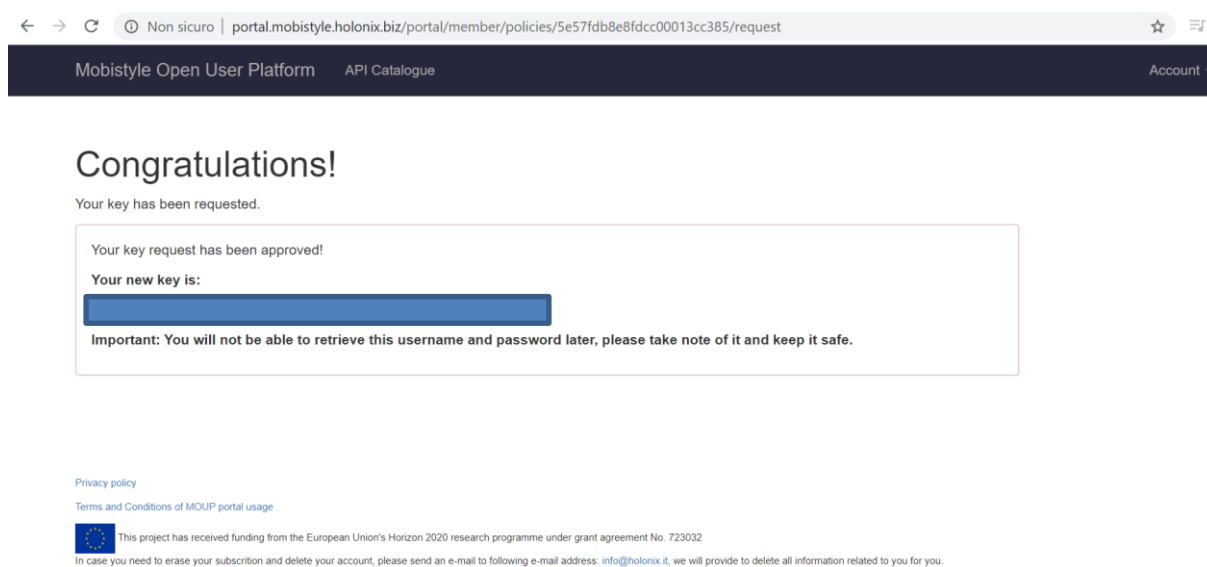 Non sicuro | portal.mobistyle.holonix.biz/portal/member/policies/5e57fdb8e8fdcc00013cc385/request
Mobistyle Open User Platform API Catalogue Account
Congratulations!
Your key has been requested.
Your key request has been approved!
Your new key is:
Important: You will not be able to retrieve this username and password later, please take note of it and keep it safe.
Privacy policy
Terms and Conditions of MOUP portal usage
This project has received funding from the European Union's Horizon 2020 research programme under grant agreement No. 723032
In case you need to erase your subscrition and delete your account, please send an e-mail to following e-mail address: info@holonix.it, we will provide to delete all information related to you for you.